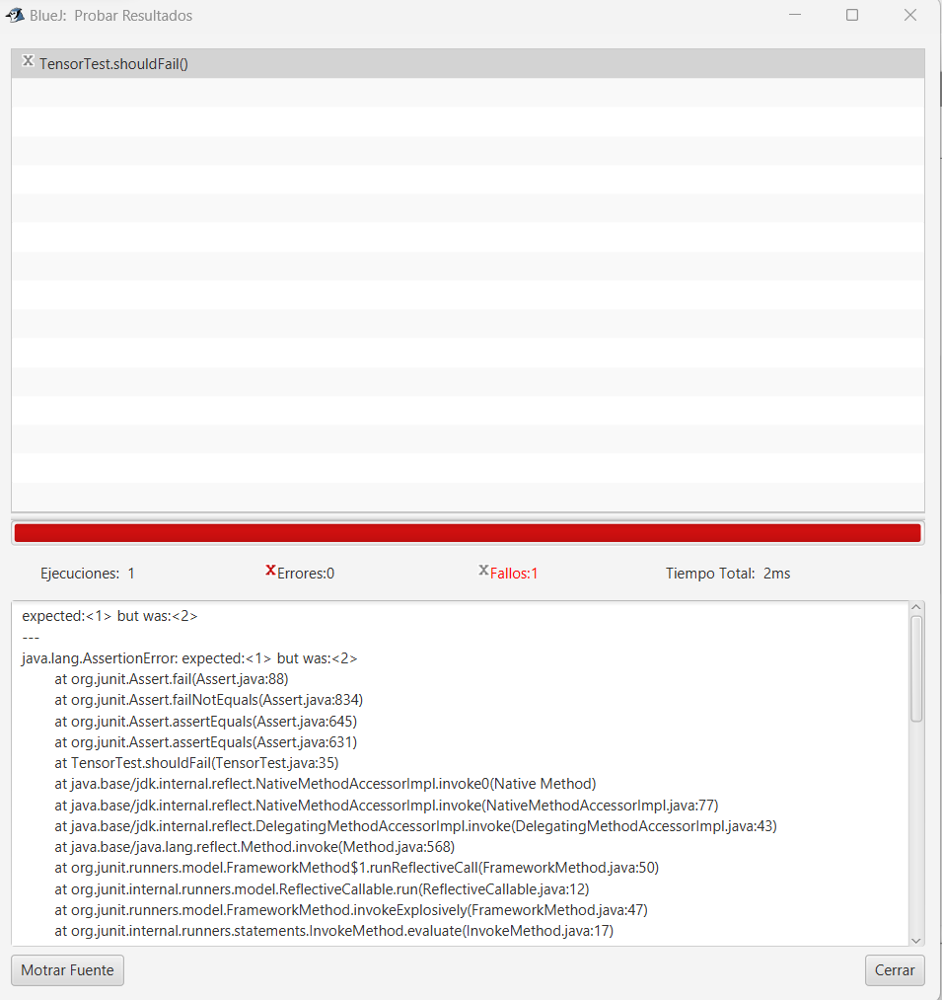 BlueJ:  Probar Resultados
X TensorTest.shouldFail()
Ejecuciones:  1
X Errores:0
X Fallos:1
Tiempo Total:  2ms
expected:<1> but was:<2>
---
java.lang.AssertionError: expected:<1> but was:<2>
at org.junit.Assert.fail(Assert.java:88)
at org.junit.Assert.failNotEquals(Assert.java:834)
at org.junit.Assert.assertEquals(Assert.java:645)
at org.junit.Assert.assertEquals(Assert.java:631)
at TensorTest.shouldFail(TensorTest.java:35)
at java.base/jdk.internal.reflect.NativeMethodAccessorImpl.invoke0(Native Method)
at java.base/jdk.internal.reflect.NativeMethodAccessorImpl.invoke(NativeMethodAccessorImpl.java:77)
at java.base/jdk.internal.reflect.DelegatingMethodAccessorImpl.invoke(DelegatingMethodAccessorImpl.java:43)
at java.base/java.lang.reflect.Method.invoke(Method.java:568)
at org.junit.runners.model.FrameworkMethod$1.runReflectiveCall(FrameworkMethod.java:50)
at org.junit.internal.runners.model.ReflectiveCallable.run(ReflectiveCallable.java:12)
at org.junit.runners.model.FrameworkMethod.invokeExplosively(FrameworkMethod.java:47)
at org.junit.internal.runners.statements.InvokeMethod.evaluate(InvokeMethod.java:17)
Motrar Fuente
Cerrar